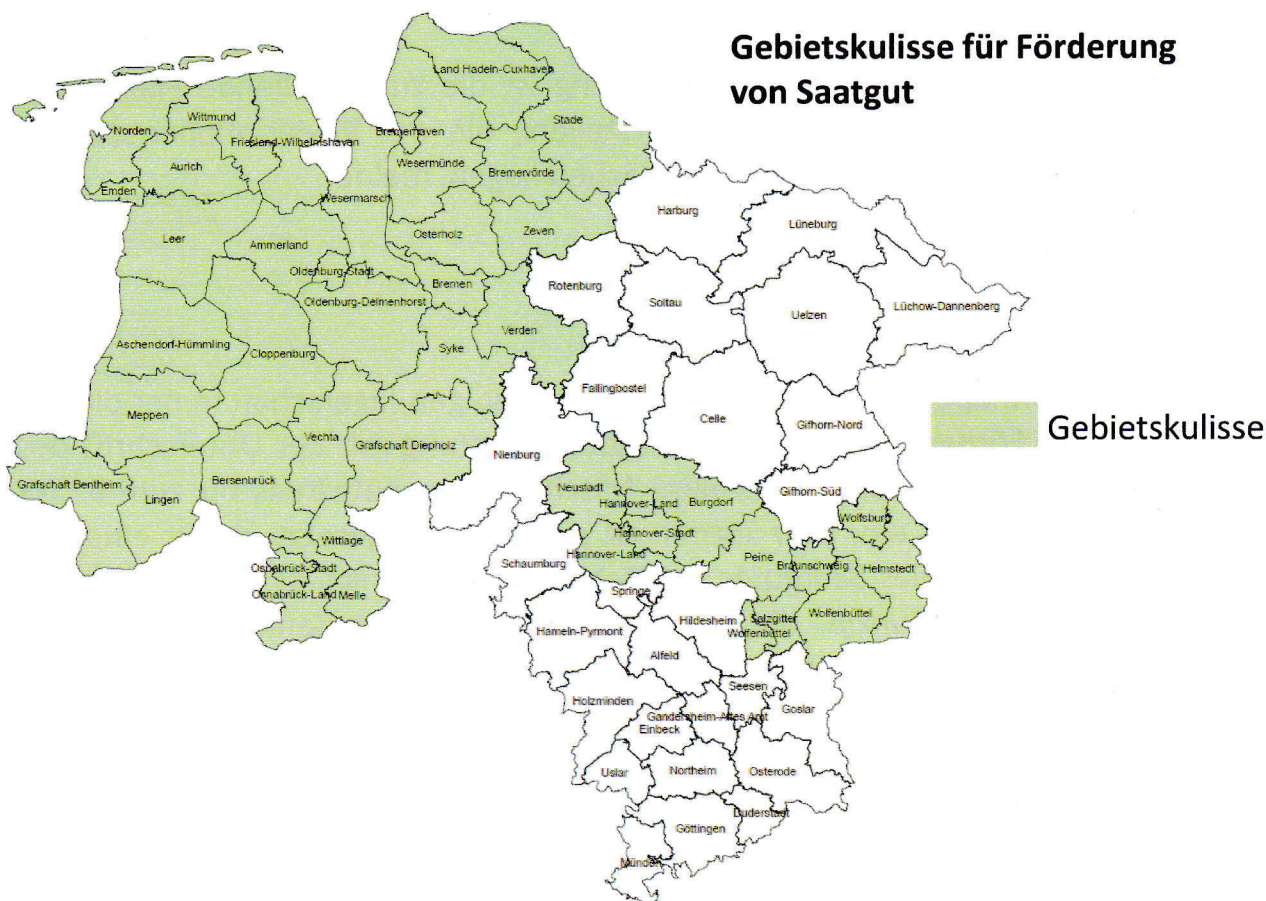 Gebietskulisse für Förderung
von Saatgut
Land Hadeln-Cuxhaven
Stade
Wittmund
Norden
Friesland-Wilhelmshaven
Bremerhaven
Wesermünde
Aurich
Bremervörde
Emden
Wesermarsch
Harburg
Lüneburg
Leer
Ammerland
Osterholz
Zeven
Oldenburg-Stadt
Bremen
Rotenburg
Soltau
Oldenburg-Delmenhorst
Uelzen
Lüchow-Dannenberg
Verden
Aschendorf-Hümmling
Cloppenburg
Syke
Fallingbostel
Meppen
Celle
Gifhorn-Nord
Gebietskulisse
Vechta
Grafschaft Diepholz
Nienburg
Grafschaft Bentheim
Lingen
Bersenbrück
Neustadt
Hannover-Land
Burgdorf
Gifhorn-Süd
Wolfsburg
Wittlage
Hannover-Stadt
Hannover-Land
Schaumburg
Peine
Braunschweig
Helmstedt
Osnabrück-Stadt
Osnabrück-Land
Melle
Springe
Hildesheim
Salzgitter
Wolfenbüttel
Wolfenbüttel
Hameln-Pyrmont
Alfeld
Seesen
Holzminden
Goslar
Gandersheim-Altes Amt
Einbeck
Uslar
Northeim
Osterode
Duderstadt
Göttingen
Münden